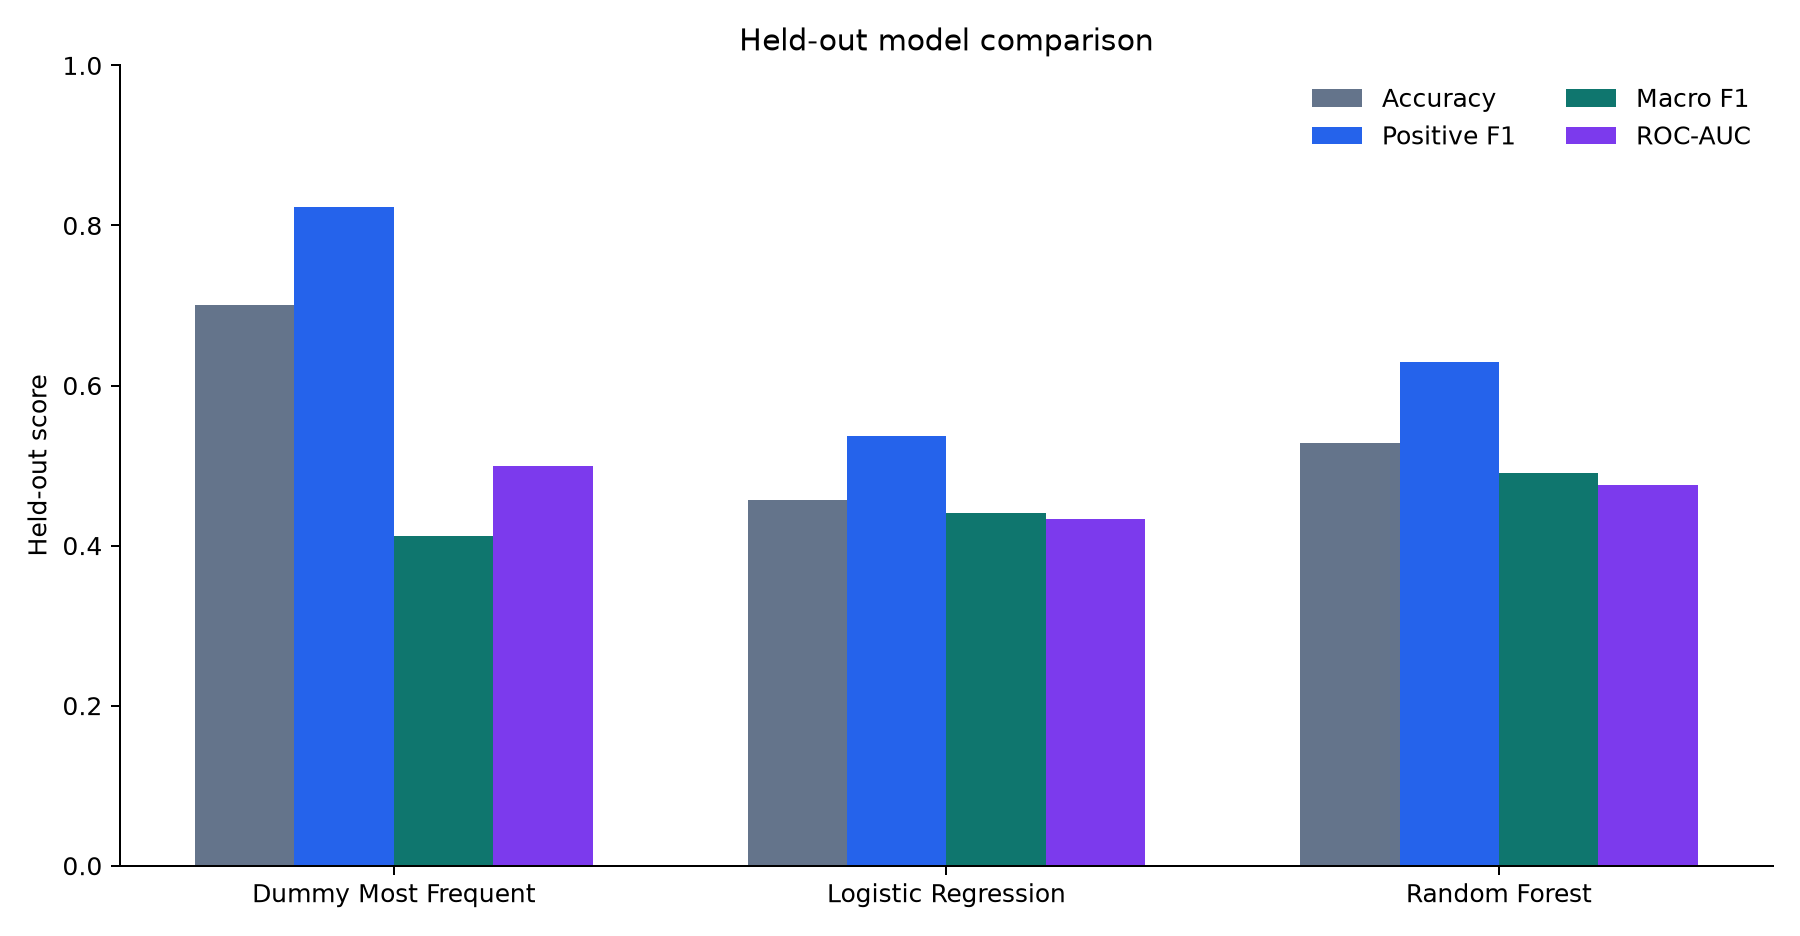 Held-out model comparison
Accuracy
Positive F1
Macro F1
ROC-AUC
Held-out score
1.0
0.8
0.6
0.4
0.2
0.0
Dummy Most Frequent
Logistic Regression
Random Forest